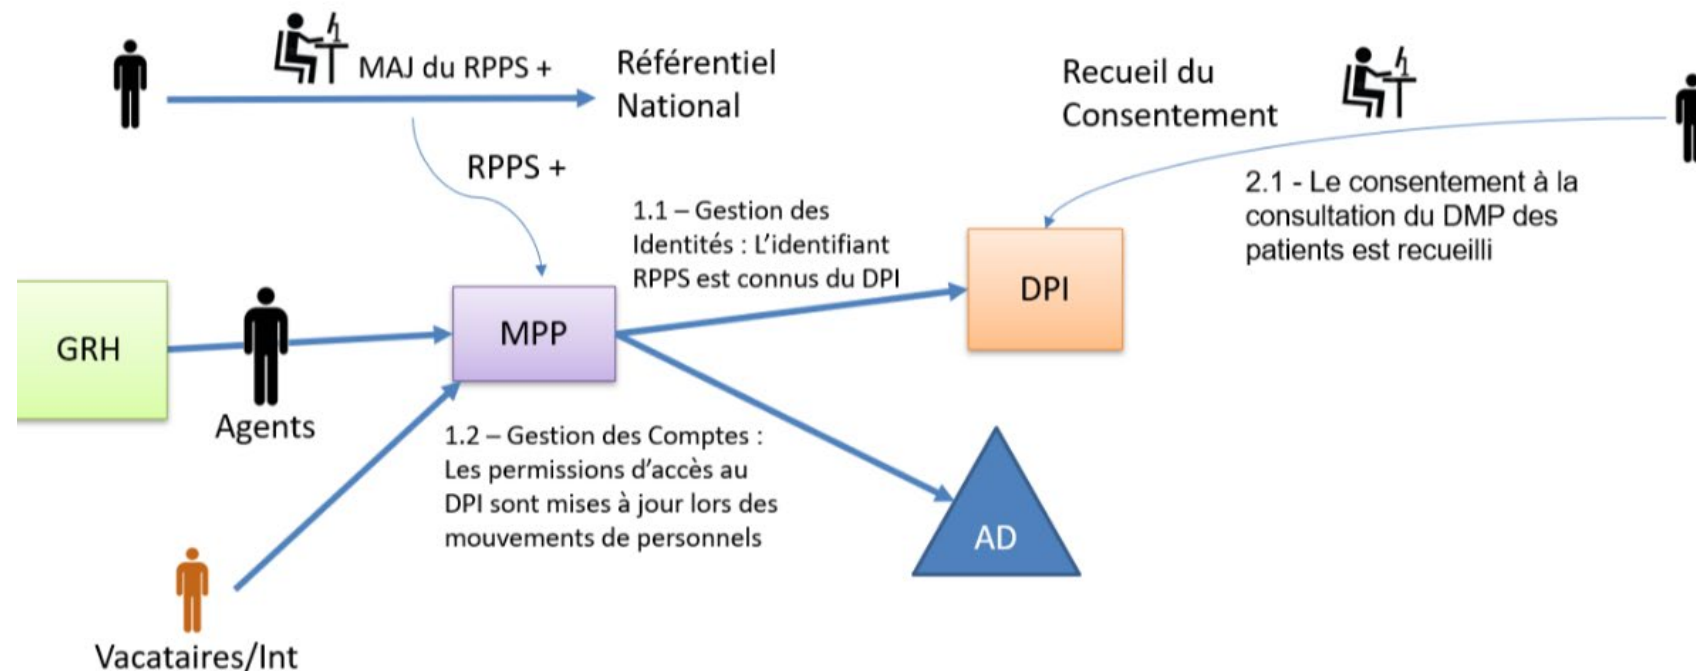 MAJ du RPPS +
Référentiel
National
RPPS +
Recueil du
Consentement
2.1 - Le consentement à la
consultation du DMP des
patients est recueilli
1.1 – Gestion des
Identités : L'identifiant
RPPS est connus du DPI
DPI
GRH
Agents
MPP
1.2 – Gestion des Comptes :
Les permissions d'accès au
DPI sont mises à jour lors des
mouvements de personnels
AD
Vacataires/Int